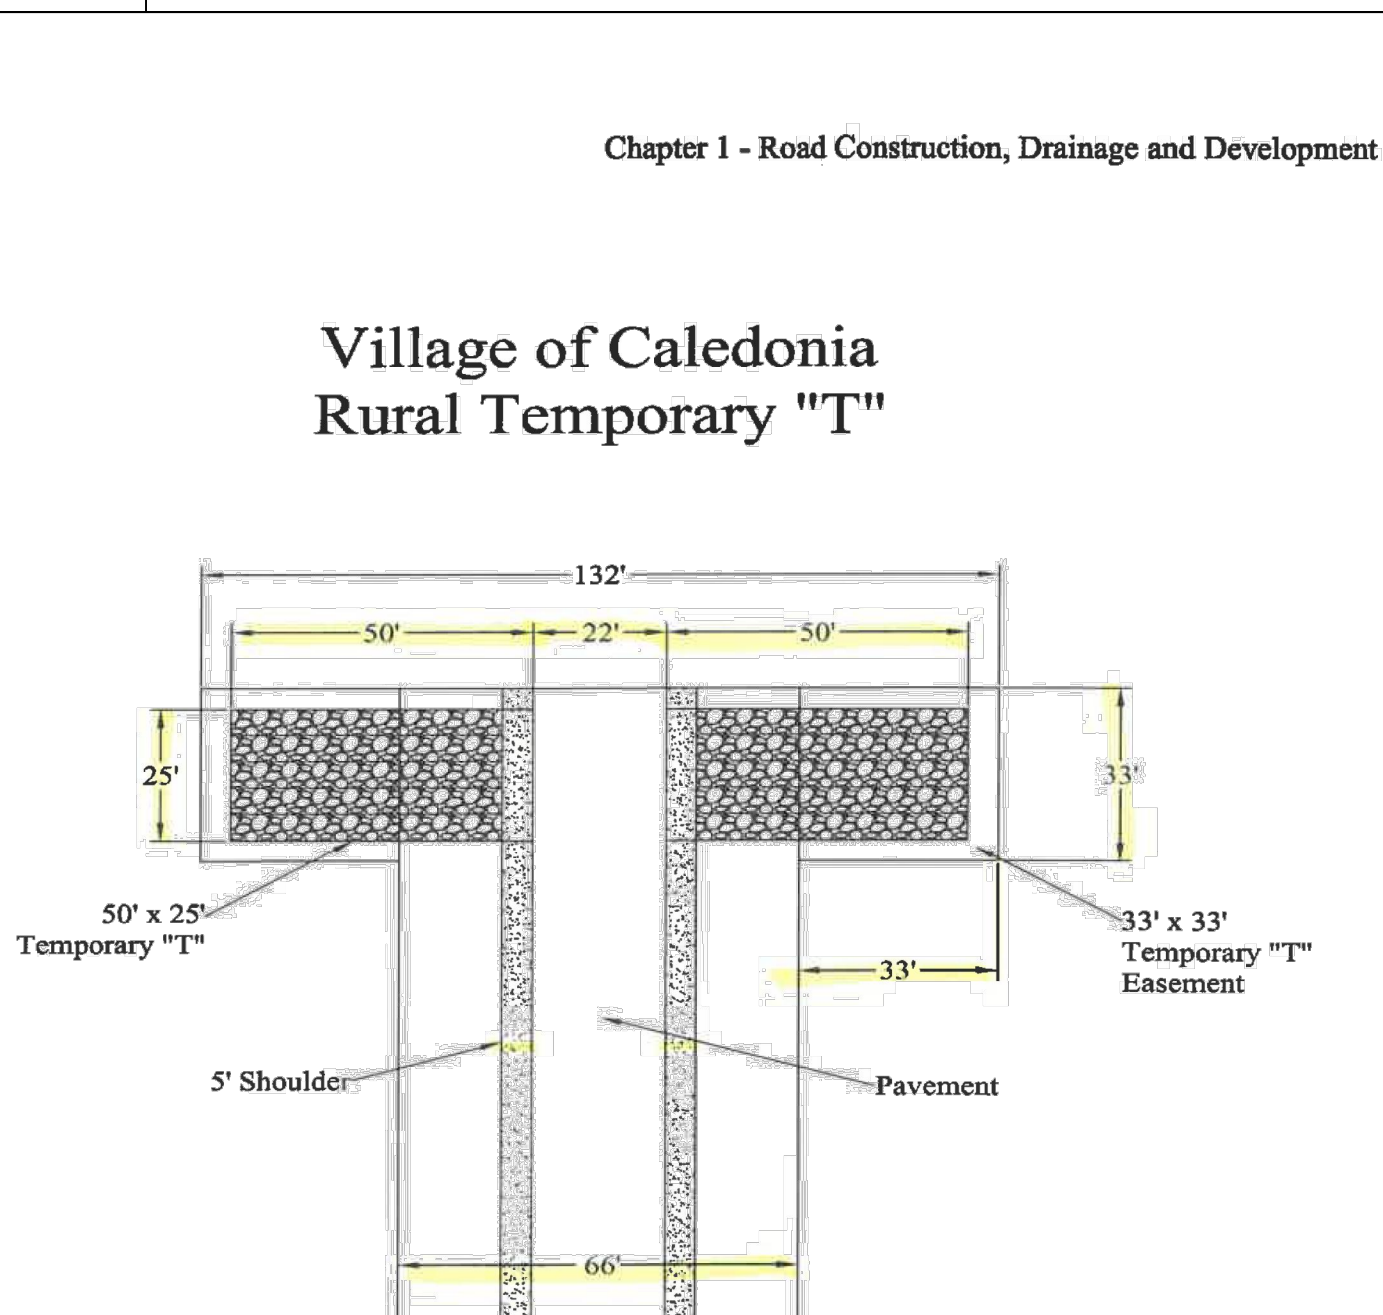 Chapter 1 - Road Construction, Drainage and Development
Village of Caledonia
Rural Temporary "T"
132'
50'
22'
50'
25'
33'
50' x 25'
Temporary "T"
33' x 33'
Temporary "T"
Easement
33'
5' Shoulder
Pavement
66'